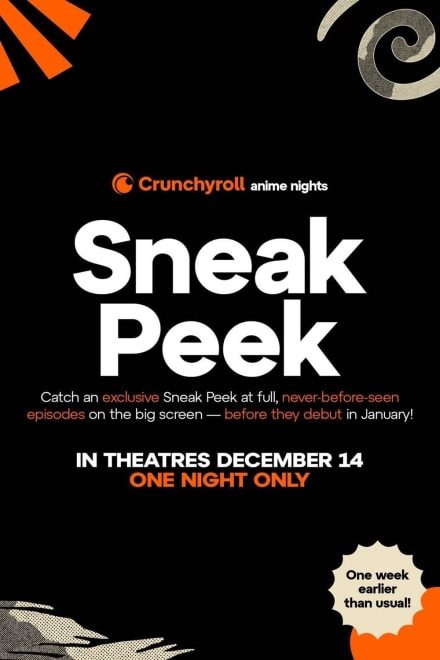 Crunchyroll anime nights
Sneak
Peek
Catch an exclusive Sneak Peek at full, never-before-seen
episodes on the big screen — before they debut in January!
IN THEATRES DECEMBER 14
ONE NIGHT ONLY
One week
earlier
than usual!